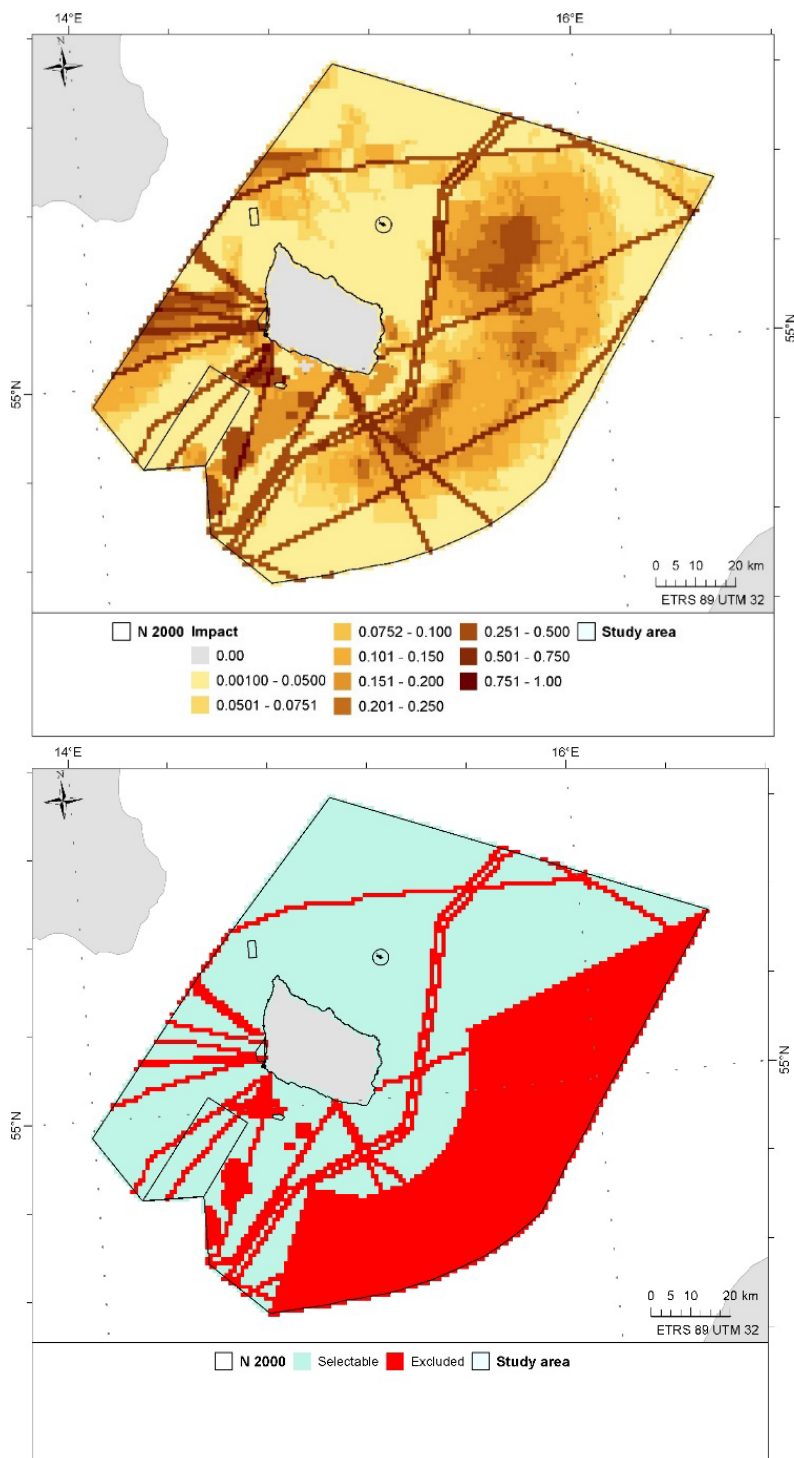 14°E 16°E
N
55°N
55°N
0 5 10 20 km
ETRS 89 UTM 32
N 2000 Impact
0.00
0.00100 - 0.0500
0.0501 - 0.0751
0.0752 - 0.100
0.101 - 0.150
0.151 - 0.200
0.201 - 0.250
0.251 - 0.500
0.501 - 0.750
0.751 - 1.00
Study area
14°E 16°E
N
55°N
55°N
0 5 10 20 km
ETRS 89 UTM 32
N 2000 Selectable Excluded Study area